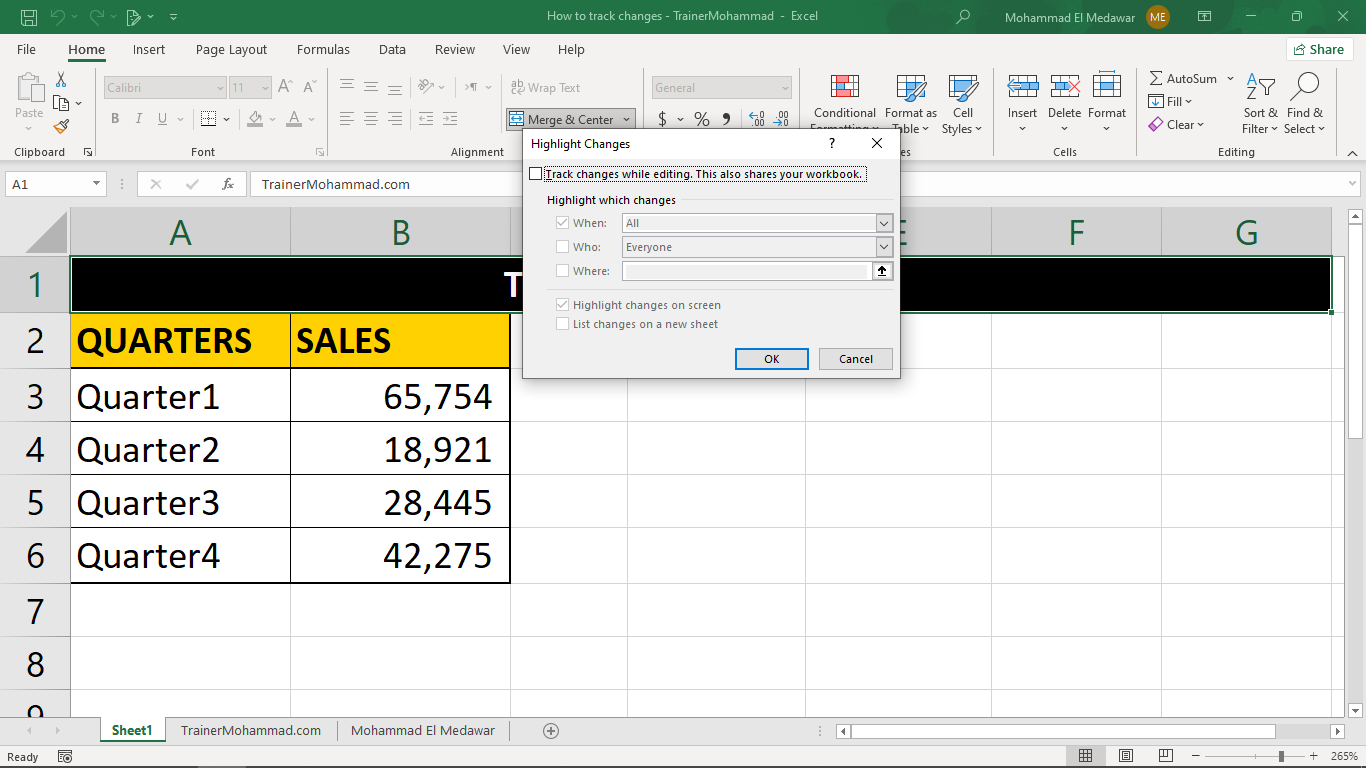 How to track changes - TrainerMohammad - Excel
Mohammad El Medawar ME
File Home Insert Page Layout Formulas Data Review View Help Share
Paste
Calibri 11
B I U A
Wrap Text
Merge & Center
General
$ % 9
Conditional
Format as Table
Cell Styles
Insert Delete Format
AutoSum
Fill
Clear
Sort & Filter
Find & Select
Clipboard Font Alignment Cells Editing
A1 fx TrainerMohammad.com
Highlight Changes ? 
Track changes while editing. This also shares your workbook.
Highlight which changes
When: All
Who: Everyone
Where:
Highlight changes on screen
List changes on a new sheet
OK Cancel
A B E F G
1 T
2 QUARTERS SALES
3 Quarter1 65,754
4 Quarter2 18,921
5 Quarter3 28,445
6 Quarter4 42,275
7
8
9
Sheet1 TrainerMohammad.com Mohammad El Medawar
Ready 265%